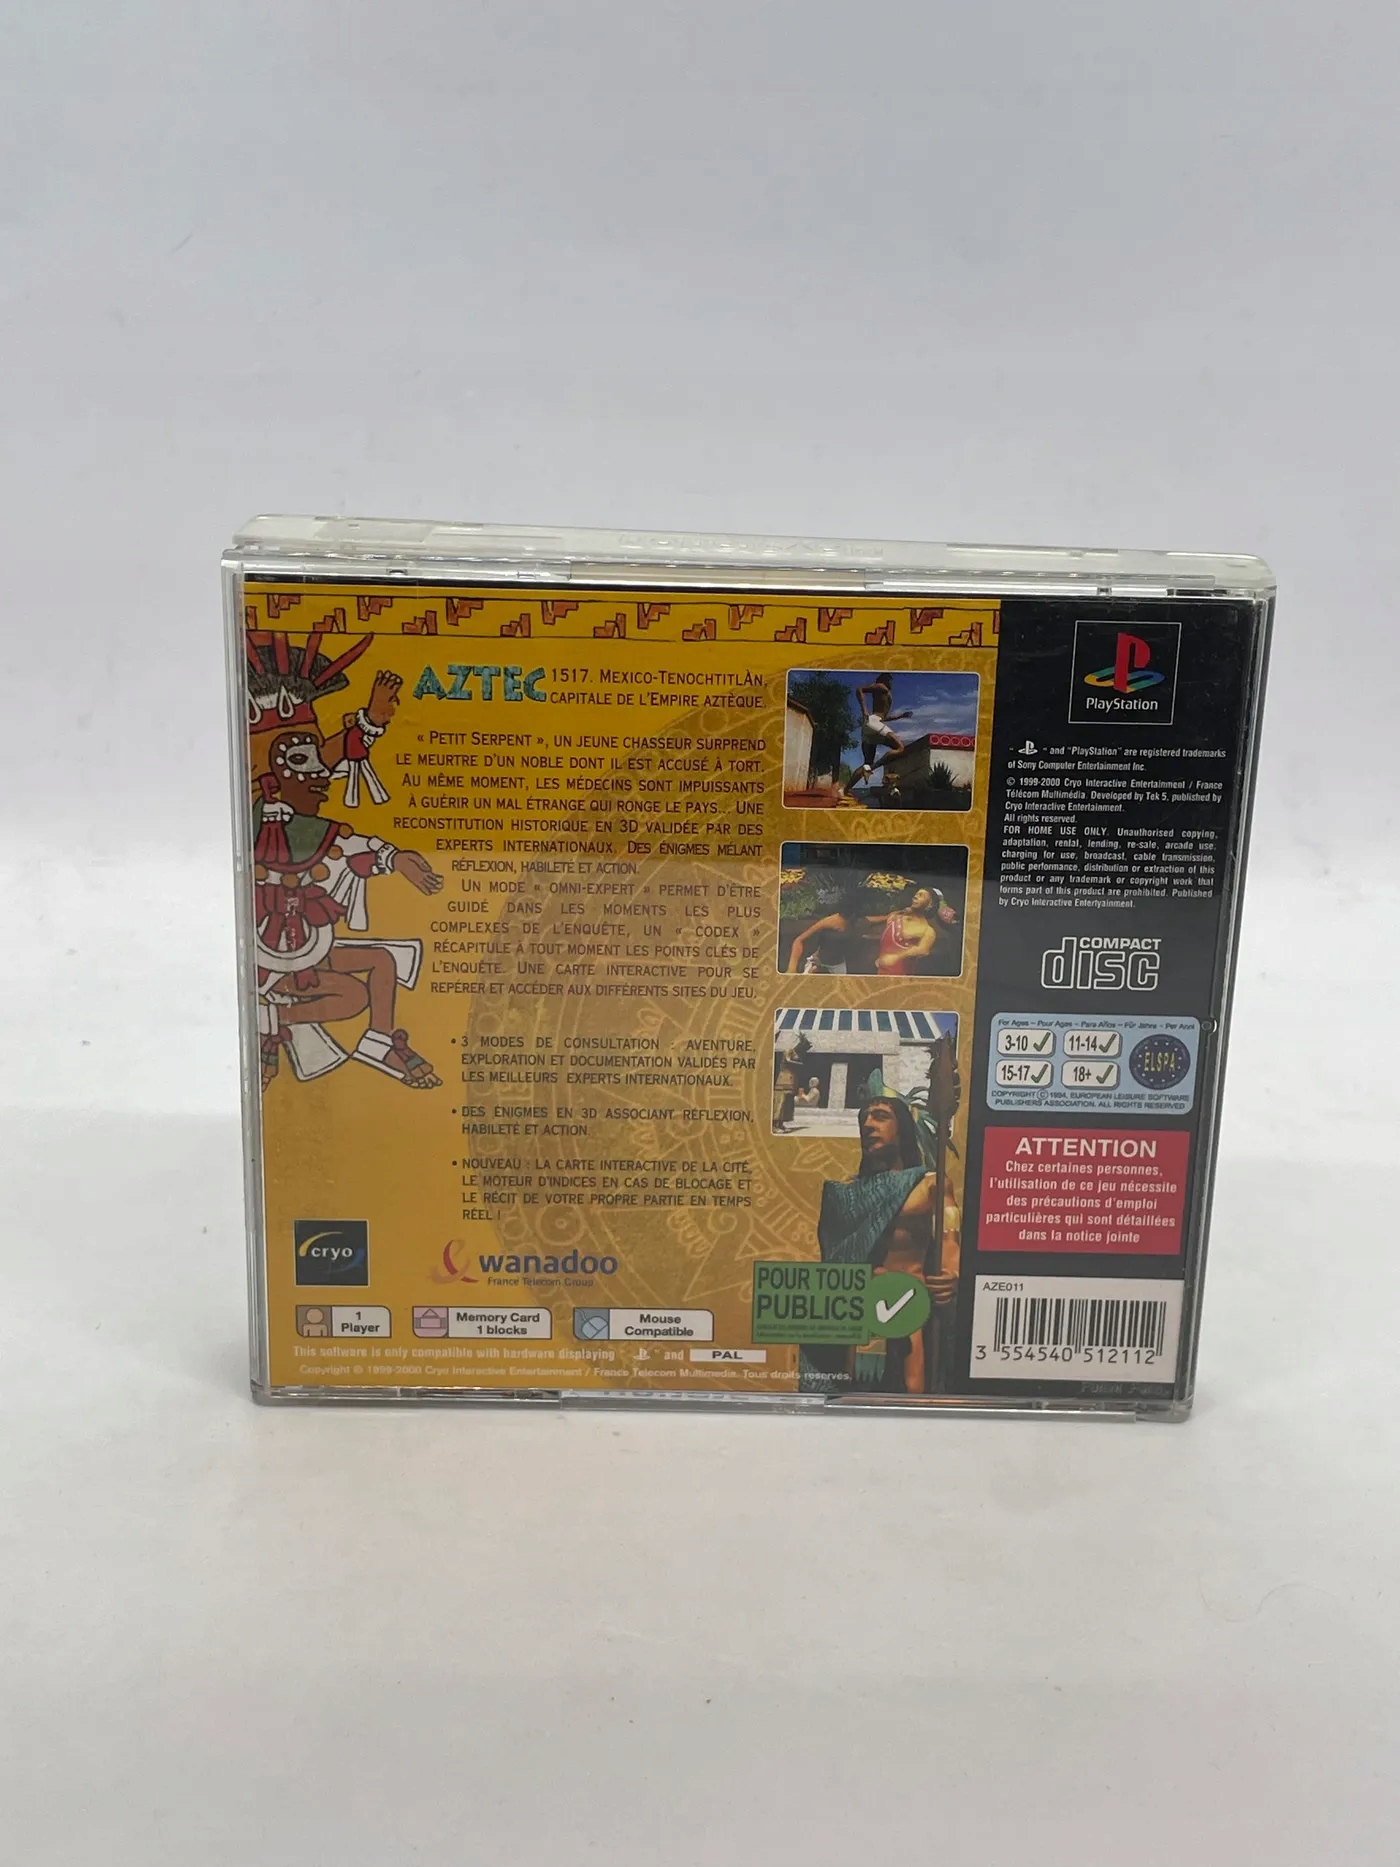 AZTEC 1517. MEXICO-TENOCHTITLÀN,
CAPITALE DE L'EMPIRE AZTÈQUE.
« PETIT SERPENT », UN JEUNE CHASSEUR SURPREND
LE MEURTRE D'UN NOBLE DONT IL EST ACCUSÉ À TORT.
AU MÊME MOMENT, LES MÉDECINS SONT IMPUISSANTS
À GUÉRIR UN MAL ÉTRANGE QUI RONGE LE PAYS... UNE
RECONSTITUTION HISTORIQUE EN 3D VALIDÉE PAR DES
EXPERTS INTERNATIONAUX. DES ÉNIGMES MÊLANT
RÉFLEXION, HABILETÉ ET ACTION.
UN MODE « OMNI-EXPERT » PERMET D'ÊTRE
GUIDÉ DANS LES MOMENTS LES PLUS
COMPLEXES DE L'ENQUÊTE, UN « CODEX »
RÉCAPITULE À TOUT MOMENT LES POINTS CLÉS DE
L'ENQUÊTE. UNE CARTE INTERACTIVE POUR SE
REPÉRER ET ACCÉDER AUX DIFFÉRENTS SITES DU JEU.
• 3 MODES DE CONSULTATION : AVENTURE,
EXPLORATION ET DOCUMENTATION VALIDÉS PAR
LES MEILLEURS EXPERTS INTERNATIONAUX.
• DES ÉNIGMES EN 3D ASSOCIANT RÉFLEXION,
HABILETÉ ET ACTION.
• NOUVEAU : LA CARTE INTERACTIVE DE LA CITÉ,
LE MOTEUR D'INDICES EN CAS DE BLOCAGE ET
LE RÉCIT DE VOTRE PROPRE PARTIE EN TEMPS
RÉEL !
cryo
wanadoo
France Telecom Group
POUR TOUS
PUBLICS
1
Player
Memory Card
1 blocks
Mouse
Compatible
This software is only compatible with hardware displaying and PAL
Copyright © 1999-2000 Cryo Interactive Entertainment / France Telecom Multimedia. Tous droits réservés.
PlayStation
" " and "PlayStation" are registered trademarks
of Sony Computer Entertainment Inc.
© 1999-2000 Cryo Interactive Entertainment / France
Télécom Multimédia. Developed by Tek 5, published by
Cryo Interactive Entertainment.
All rights reserved.
FOR HOME USE ONLY. Unauthorised copying,
adaptation, rental, lending, re-sale, arcade use,
charging for use, broadcast, cable transmission,
public performance, distribution or extraction of this
product or any trademark or copyright work that
forms part of this product are prohibited. Published
by Cryo Interactive Entertyainment.
COMPACT
disc
For Ages - Pour Ages - Para Años - Für Jahre - Per Anni
3-10 11-14
15-17 18+
ELSPA
COPYRIGHT © 1994, EUROPEAN LEISURE SOFTWARE
PUBLISHERS ASSOCIATION. ALL RIGHTS RESERVED
ATTENTION
Chez certaines personnes,
l'utilisation de ce jeu nécessite
des précautions d'emploi
particulières qui sont détaillées
dans la notice jointe
AZE011
3 554540 512112